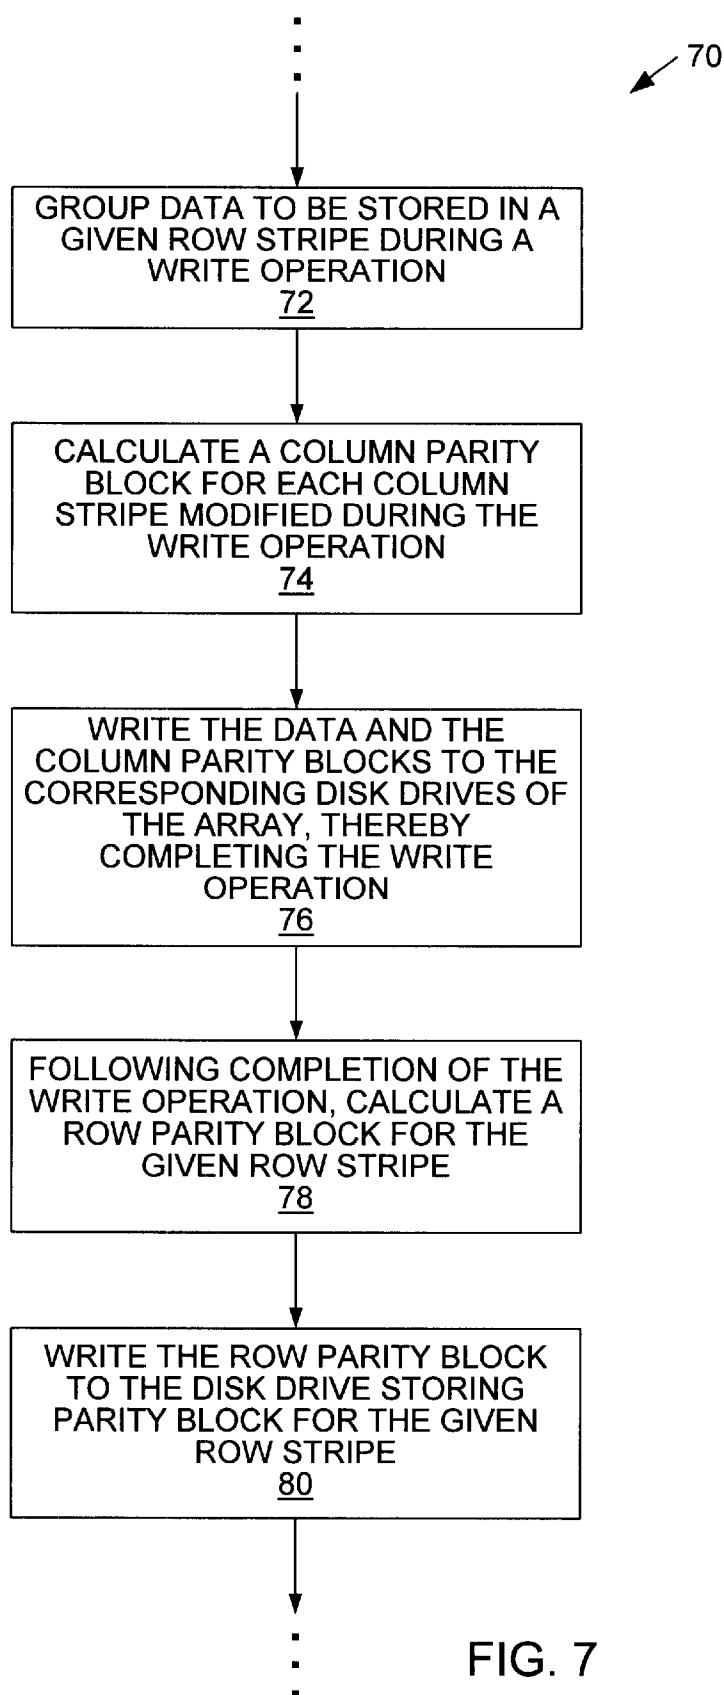 70
GROUP DATA TO BE STORED IN A
GIVEN ROW STRIPE DURING A
WRITE OPERATION
72
CALCULATE A COLUMN PARITY
BLOCK FOR EACH COLUMN
STRIPE MODIFIED DURING THE
WRITE OPERATION
74
WRITE THE DATA AND THE
COLUMN PARITY BLOCKS TO THE
CORRESPONDING DISK DRIVES OF
THE ARRAY, THEREBY
COMPLETING THE WRITE
OPERATION
76
FOLLOWING COMPLETION OF THE
WRITE OPERATION, CALCULATE A
ROW PARITY BLOCK FOR THE
GIVEN ROW STRIPE
78
WRITE THE ROW PARITY BLOCK
TO THE DISK DRIVE STORING
PARITY BLOCK FOR THE GIVEN
ROW STRIPE
80
FIG. 7